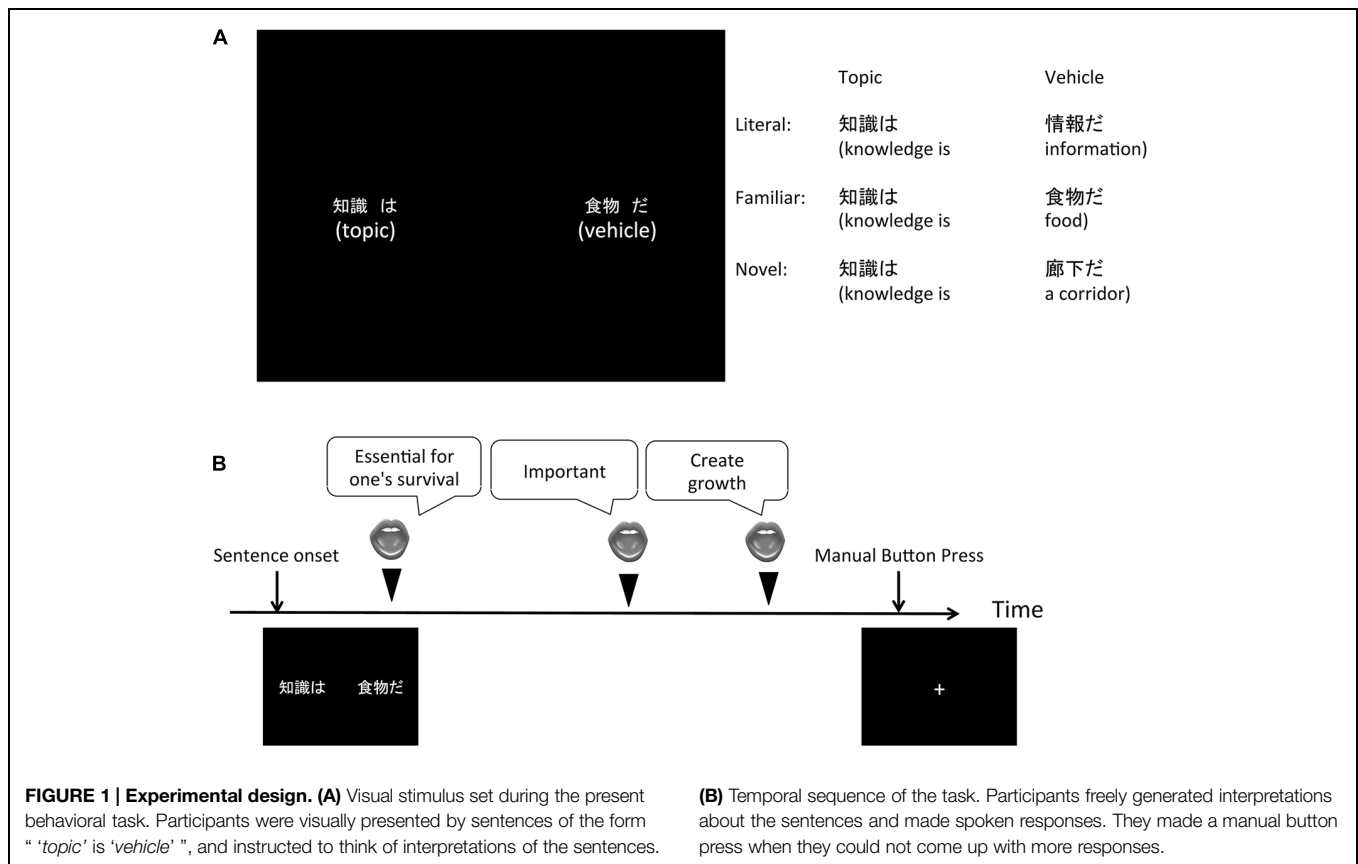 A
知識 は
(topic)
食物 だ
(vehicle)
Topic
Vehicle
Literal:
知識は
情報だ
(knowledge is
information)
Familiar:
知識は
食物だ
(knowledge is
food)
Novel:
知識は
廊下だ
(knowledge is
a corridor)
B
Essential for
one's survival
Important
Create
growth
Sentence onset
Manual Button Press
Time
知識は 食物だ
+
FIGURE 1 | Experimental design. (A) Visual stimulus set during the present
behavioral task. Participants were visually presented by sentences of the form
“ ‘topic’ is ‘vehicle’ ”, and instructed to think of interpretations of the sentences.
(B) Temporal sequence of the task. Participants freely generated interpretations
about the sentences and made spoken responses. They made a manual button
press when they could not come up with more responses.